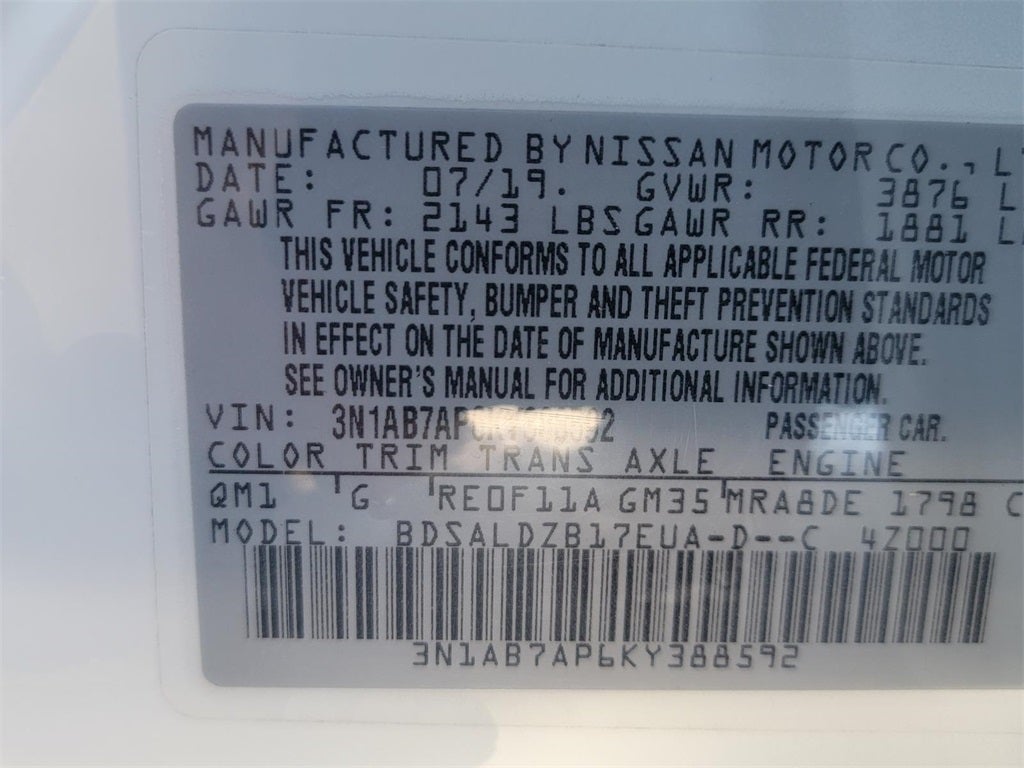 MANUFACTURED BY NISSAN MOTOR CO.,
DATE: 07/19. GVWR: 3876
GAWR FR: 2143 LBS GAWR RR: 1881
THIS VEHICLE CONFORMS TO ALL APPLICABLE FEDERAL MOTOR
VEHICLE SAFETY, BUMPER AND THEFT PREVENTION STANDARDS
IN EFFECT ON THE DATE OF MANUFACTURE SHOWN ABOVE.
SEE OWNER'S MANUAL FOR ADDITIONAL INFORMATION.
VIN: PASSENGER CAR.
COLOR TRIM TRANS AXLE ENGINE
QM1 G RE0F11A GM35 MRA8DE 1798 C
MODEL: BDSALDZB17EUA-D--C 4Z000
3N1AB7AP6KY388592